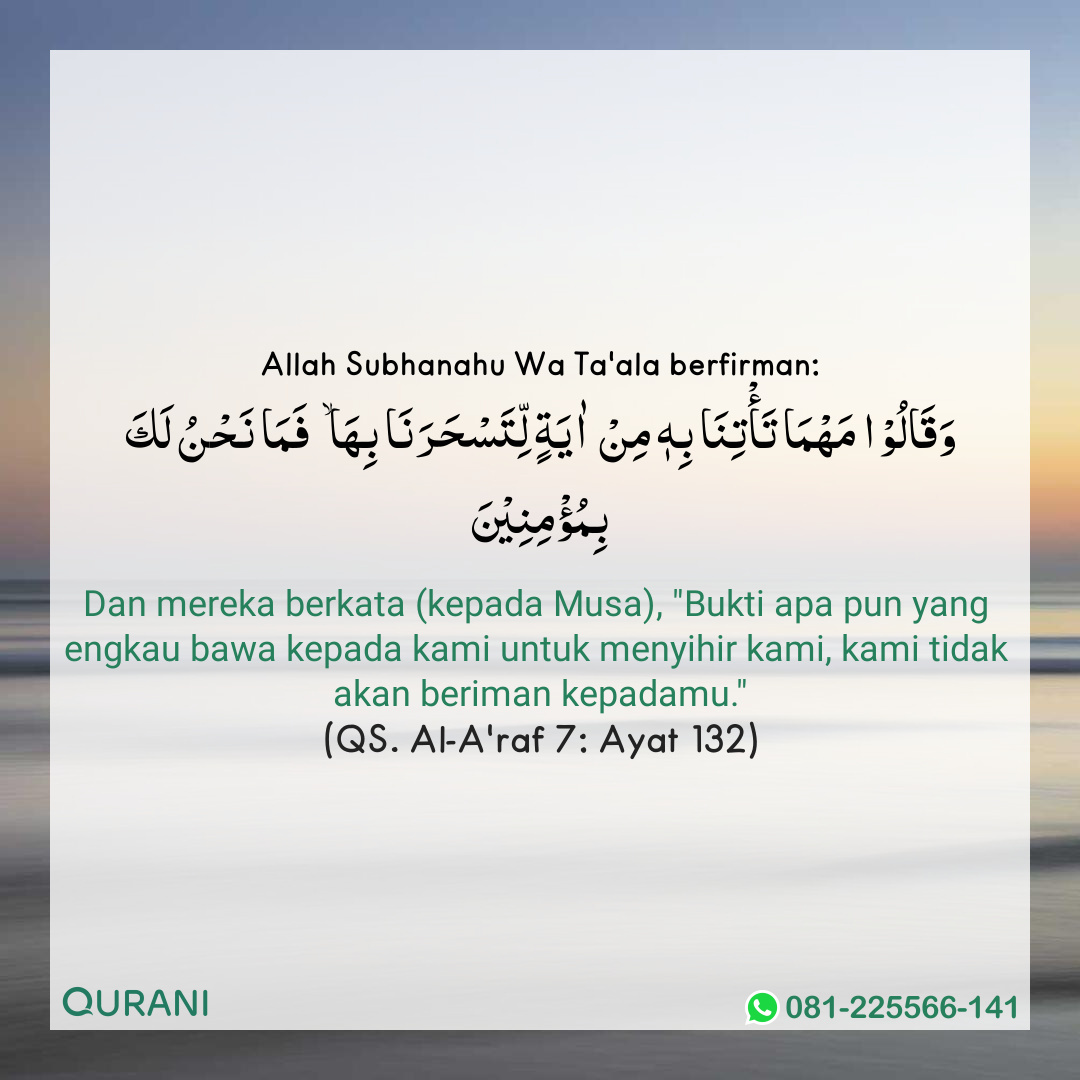 Allah Subhanahu Wa Ta'ala berfirman:
وَقَالُوْا مَهْمَا تَأْتِنَا بِهٖ مِنْ اٰيَةٍ لِّتَسْحَرَنَا بِهَاۙ فَمَا نَحْنُ لَكَ
بِمُؤْمِنِيْنَ
Dan mereka berkata (kepada Musa), "Bukti apa pun yang
engkau bawa kepada kami untuk menyihir kami, kami tidak
akan beriman kepadamu."
(QS. Al-A'raf 7: Ayat 132)
QURANI
081-225566-141